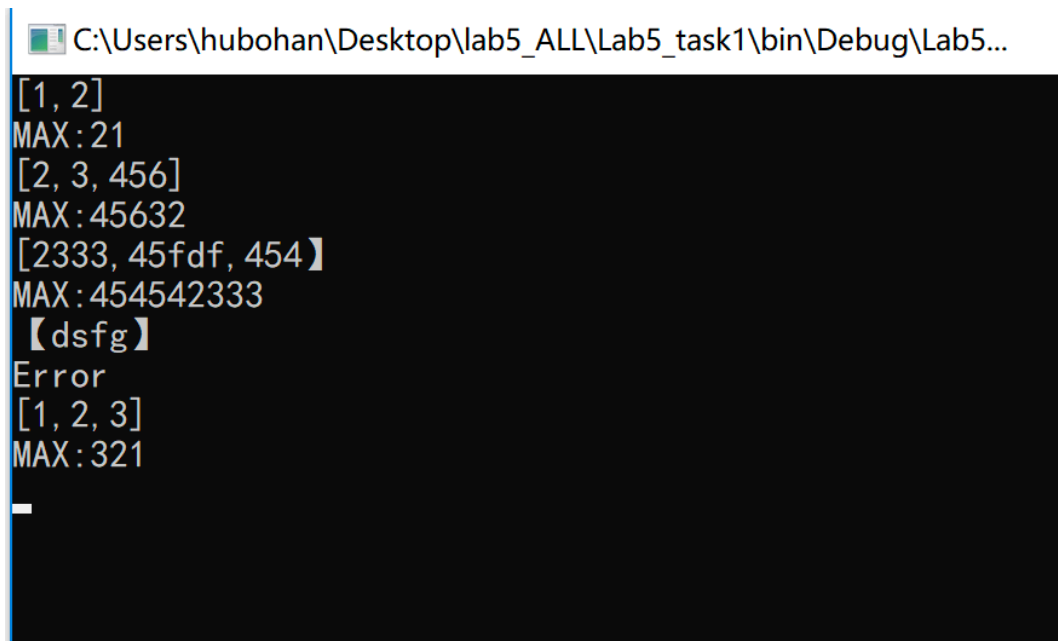 C:\Users\hubohan\Desktop\lab5_ALL\Lab5_task1\bin\Debug\Lab5...
[1,2]
MAX:21
[2,3,456]
MAX:45632
[2333,45fdf,454】
MAX:454542333
【dsfg】
Error
[1,2,3]
MAX:321